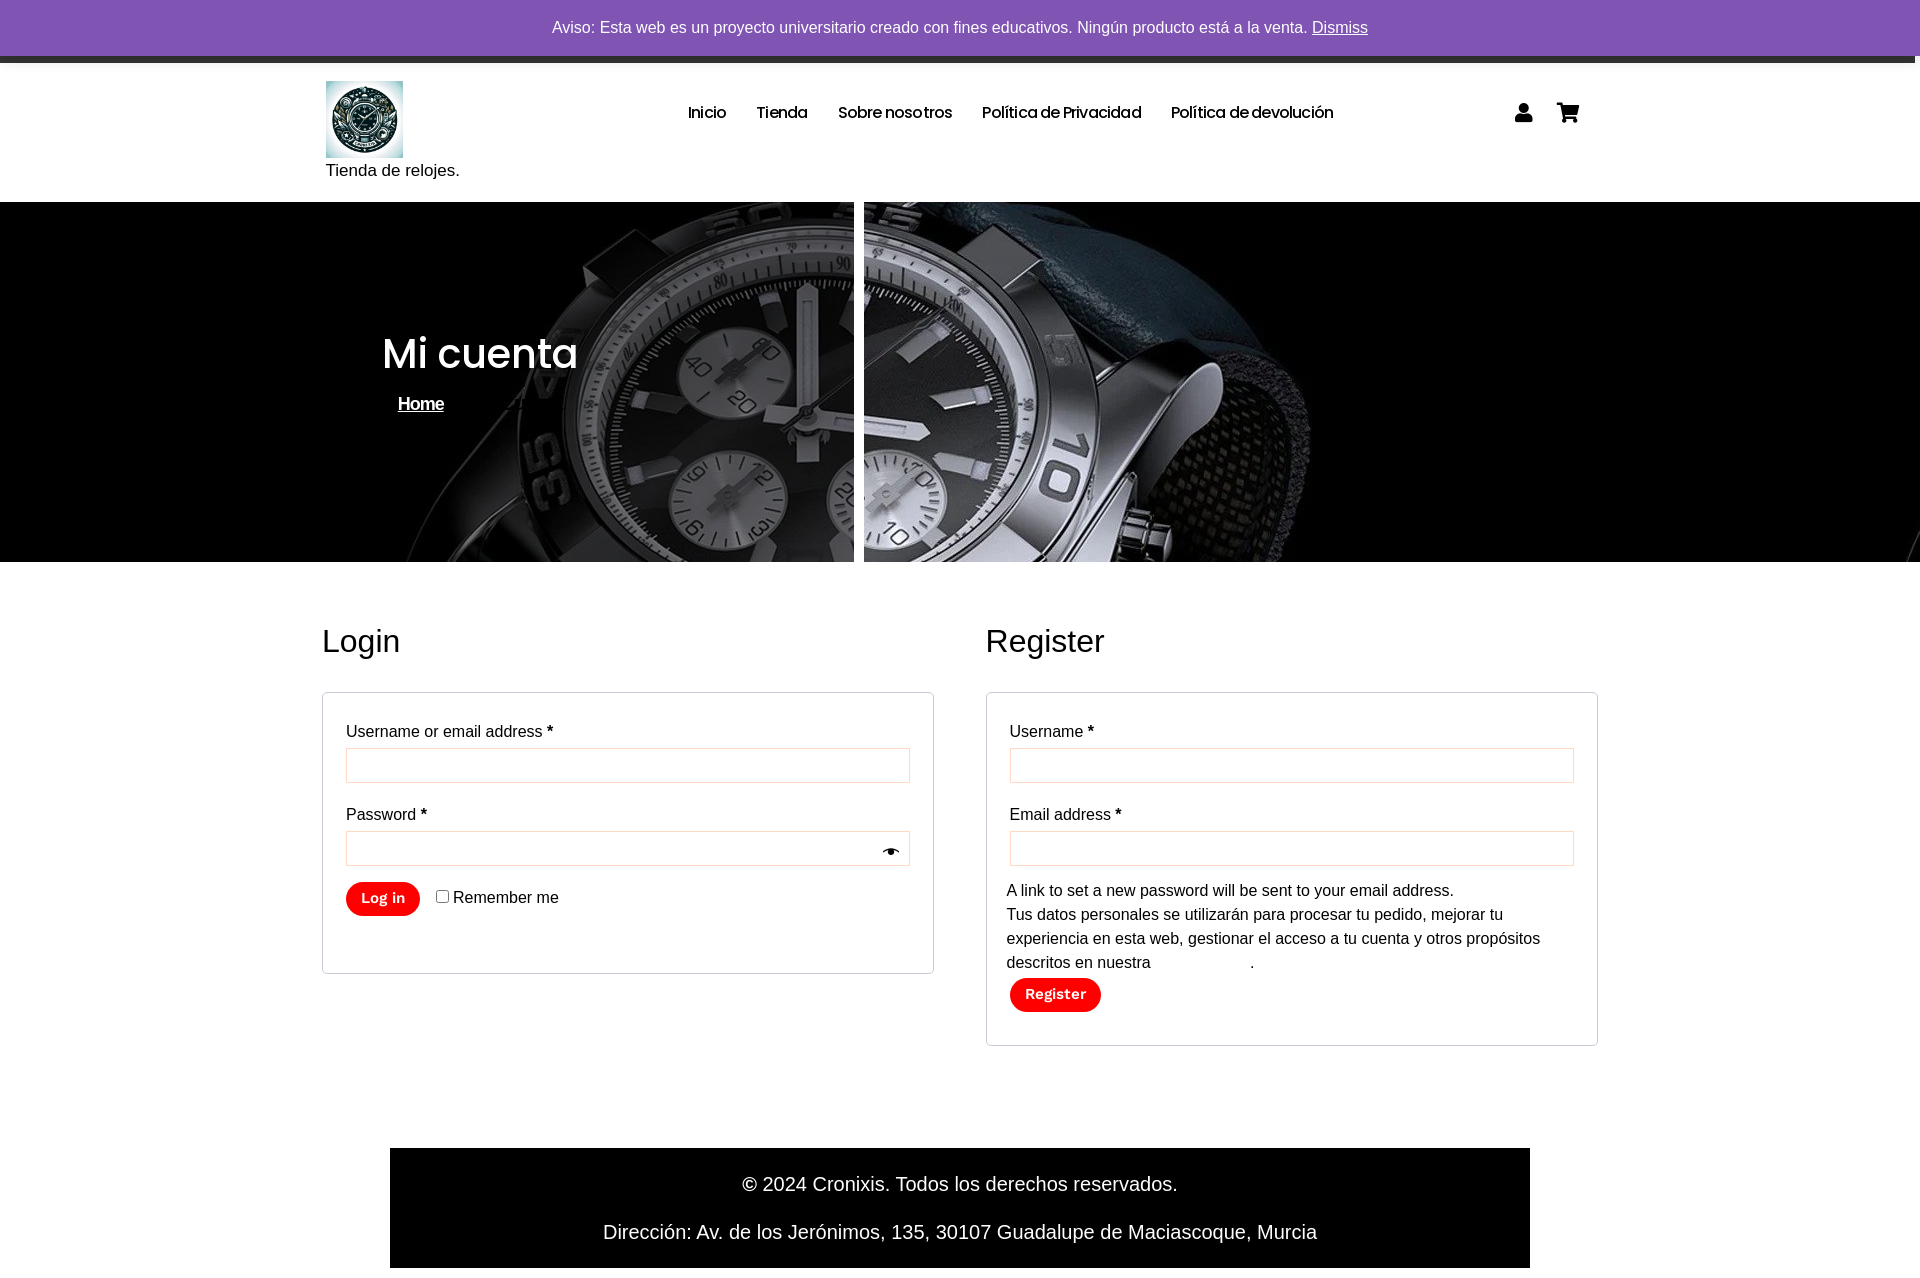 Aviso: Esta web es un proyecto universitario creado con fines educativos. Ningún producto está a la venta. Dismiss
Inicio Tienda Sobre nosotros Política de Privacidad Política de devolución
Tienda de relojes.
Mi cuenta
Home
Login
Register
Username or email address *
Password *
Log in
Remember me
Username *
Email address *
A link to set a new password will be sent to your email address.
Tus datos personales se utilizarán para procesar tu pedido, mejorar tu
experiencia en esta web, gestionar el acceso a tu cuenta y otros propósitos
descritos en nuestra .
Register
© 2024 Cronixis. Todos los derechos reservados.
Dirección: Av. de los Jerónimos, 135, 30107 Guadalupe de Maciascoque, Murcia